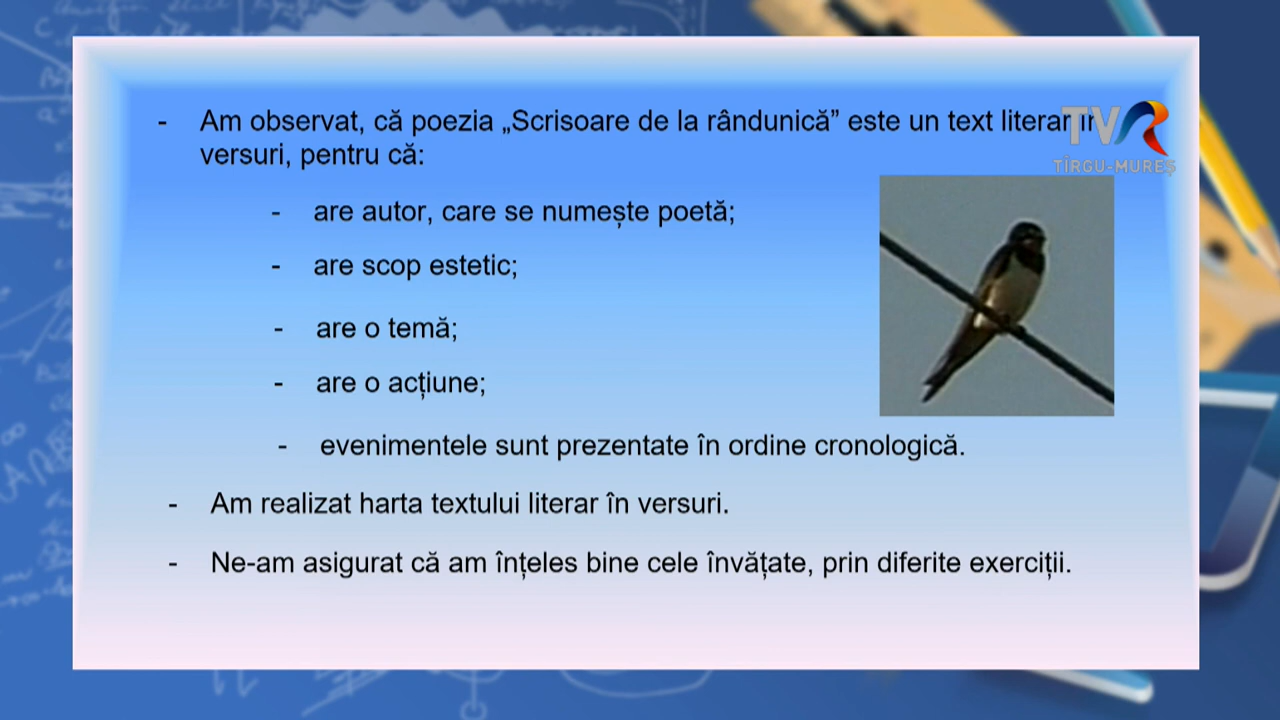 - Am observat, că poezia „Scrisoare de la rândunică” este un text literar în
versuri, pentru că:
TVR
TÎRGU-MUREȘ
- are autor, care se numește poetă;
- are scop estetic;
- are o temă;
- are o acțiune;
- evenimentele sunt prezentate în ordine cronologică.
- Am realizat harta textului literar în versuri.
- Ne-am asigurat că am înțeles bine cele învățate, prin diferite exerciții.